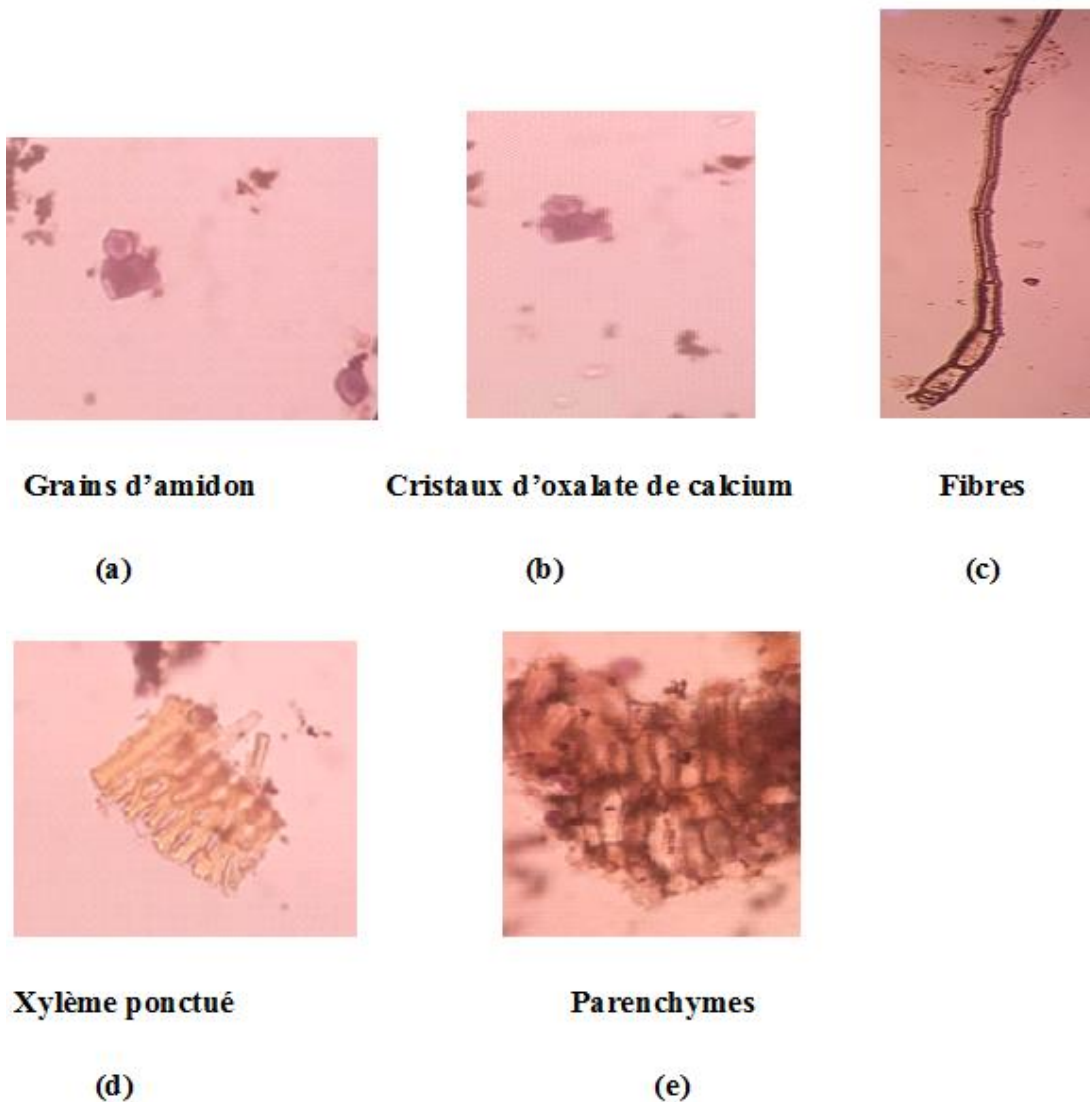 Grains d’amidon Cristaux d’oxalate de calcium Fibres
(a) (b) (c)
Xylème ponctué Parenchymes
(d) (e)